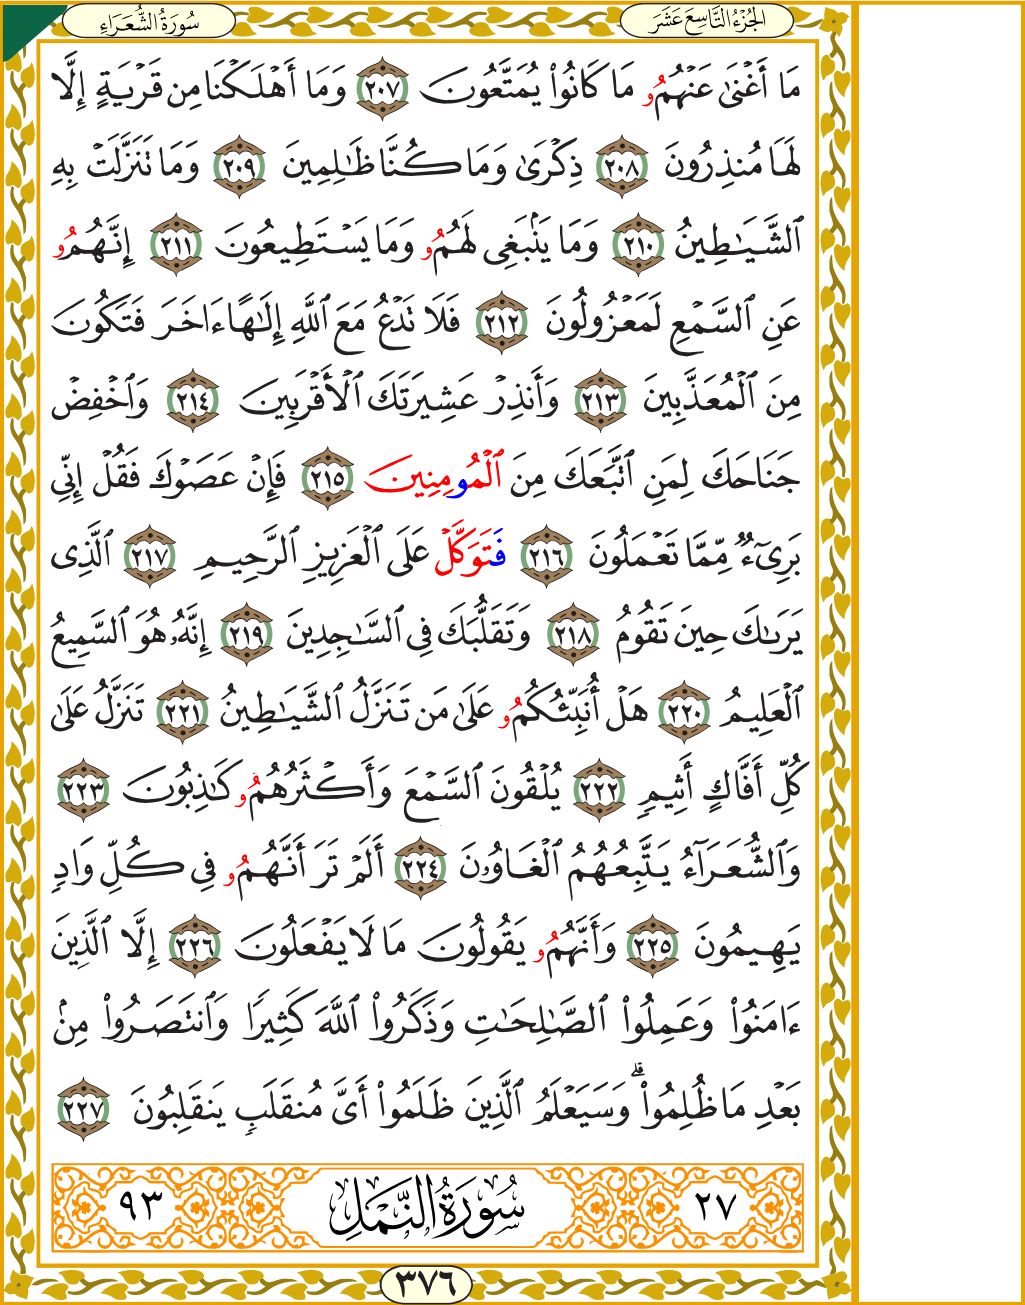 الجُزْءُ التَّاسِعَ عَشَرَ
سُورَةُ الشُّعَرَاءِ
مَا أَغْنَىٰ عَنْهُمُۥ مَا كَانُوا۟ يُمَتَّعُونَ ٢٠٧ وَمَا أَهْلَكْنَا مِن قَرْيَةٍ إِلَّا
لَهَا مُنذِرُونَ ٢٠٨ ذِكْرَىٰ وَمَا كُنَّا ظَٰلِمِينَ ٢٠٩ وَمَا تَنَزَّلَتْ بِهِ
ٱلشَّيَٰطِينُ ٢١٠ وَمَا يَنۢبَغِى لَهُمُۥ وَمَا يَسْتَطِيعُونَ ٢١١ إِنَّهُمُۥ
عَنِ ٱلسَّمْعِ لَمَعْزُولُونَ ٢١٢ فَلَا تَدْعُ مَعَ ٱللَّهِ إِلَٰهًا ءَاخَرَ فَتَكُونَ
مِنَ ٱلْمُعَذَّبِينَ ٢١٣ وَأَنذِرْ عَشِيرَتَكَ ٱلْأَقْرَبِينَ ٢١٤ وَٱخْفِضْ
جَنَاحَكَ لِمَنِ ٱتَّبَعَكَ مِنَ ٱلْمُومِنِينَ ٢١٥ فَإِنْ عَصَوْكَ فَقُلْ إِنِّى
بَرِىٓءٌ مِّمَّا تَعْمَلُونَ ٢١٦ فَتَوَكَّلْ عَلَى ٱلْعَزِيزِ ٱلرَّحِيمِ ٢١٧ ٱلَّذِى
يَرَىٰكَ حِينَ تَقُومُ ٢١٨ وَتَقَلُّبَكَ فِى ٱلسَّٰجِدِينَ ٢١٩ إِنَّهُۥ هُوَ ٱلسَّمِيعُ
ٱلْعَلِيمُ ٢٢٠ هَلْ أُنَبِّئُكُمُۥ عَلَىٰ مَن تَنَزَّلُ ٱلشَّيَٰطِينُ ٢٢١ تَنَزَّلُ عَلَىٰ
كُلِّ أَفَّاكٍ أَثِيمٍ ٢٢٢ يُلْقُونَ ٱلسَّمْعَ وَأَكْثَرُهُمُۥ كَٰذِبُونَ ٢٢٣
وَٱلشُّعَرَآءُ يَتَّبِعُهُمُ ٱلْغَاوُۥنَ ٢٢٤ أَلَمْ تَرَ أَنَّهُمُۥ فِى كُلِّ وَادٍ
يَهِيمُونَ ٢٢٥ وَأَنَّهُمُۥ يَقُولُونَ مَا لَا يَفْعَلُونَ ٢٢٦ إِلَّا ٱلَّذِينَ
ءَامَنُوا۟ وَعَمِلُوا۟ ٱلصَّٰلِحَٰتِ وَذَكَرُوا۟ ٱللَّهَ كَثِيرًا وَٱنتَصَرُوا۟ مِنۢ
بَعْدِ مَا ظُلِمُوا۟ ۗ وَسَيَعْلَمُ ٱلَّذِينَ ظَلَمُوا۟ أَىَّ مُنقَلَبٍ يَنقَلِبُونَ ٢٢٧
٢٧ سُورَةُ النَّمْلِ ٩٣
٣٧٦